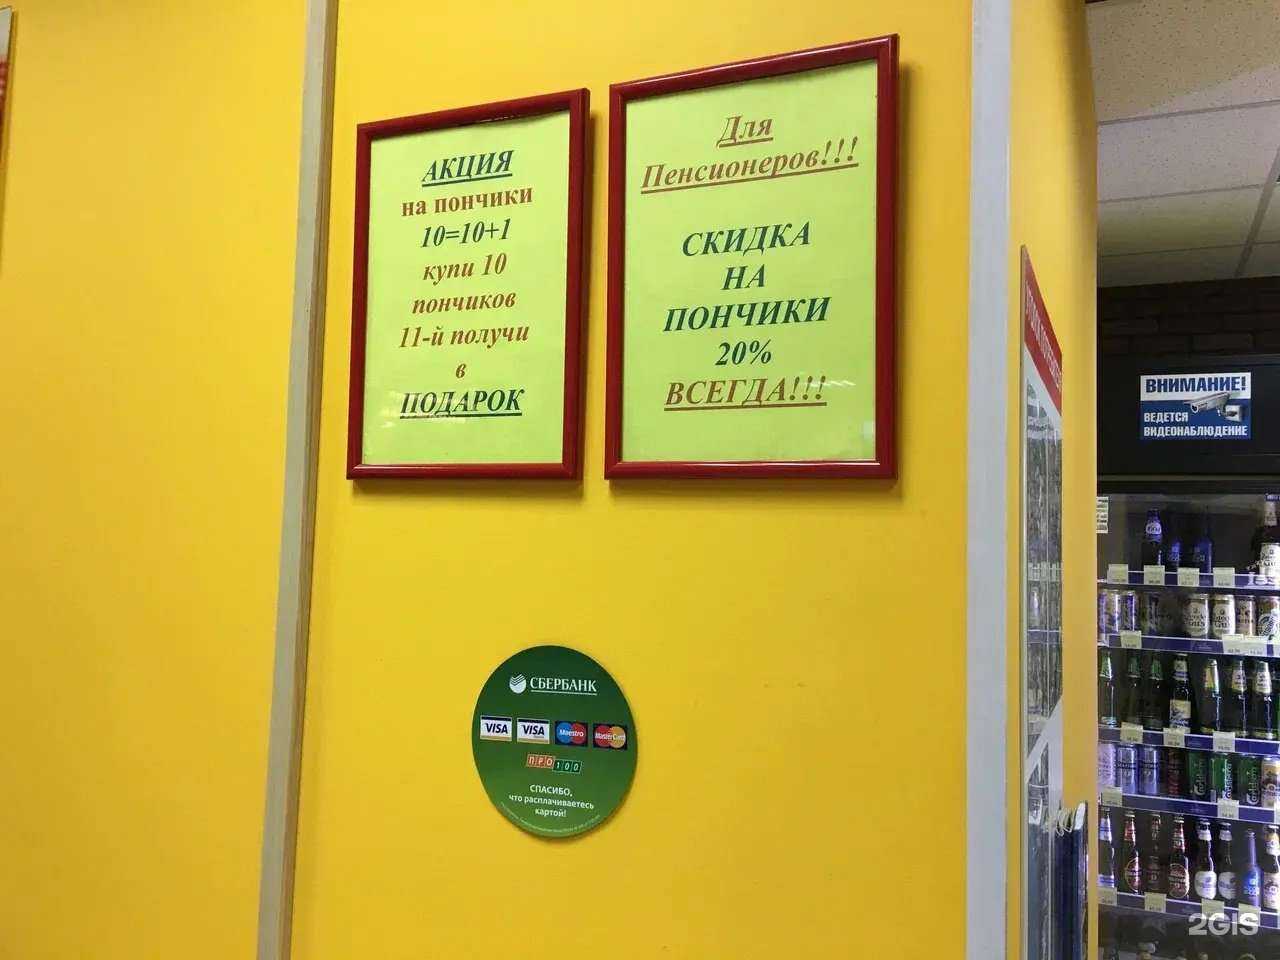 АКЦИЯ
на пончики
10=10+1
купи 10
пончиков
11-й получи
в
ПОДАРОК
Для
Пенсионеров!!!
СКИДКА
НА
ПОНЧИКИ
20%
ВСЕГДА!!!
СБЕРБАНК
VISA
VISA
Maestro
MasterCard
ПРО100
СПАСИБО,
что расплачиваетесь
картой!
ВНИМАНИЕ!
ВЕДЕТСЯ
ВИДЕОНАБЛЮДЕНИЕ
2GIS